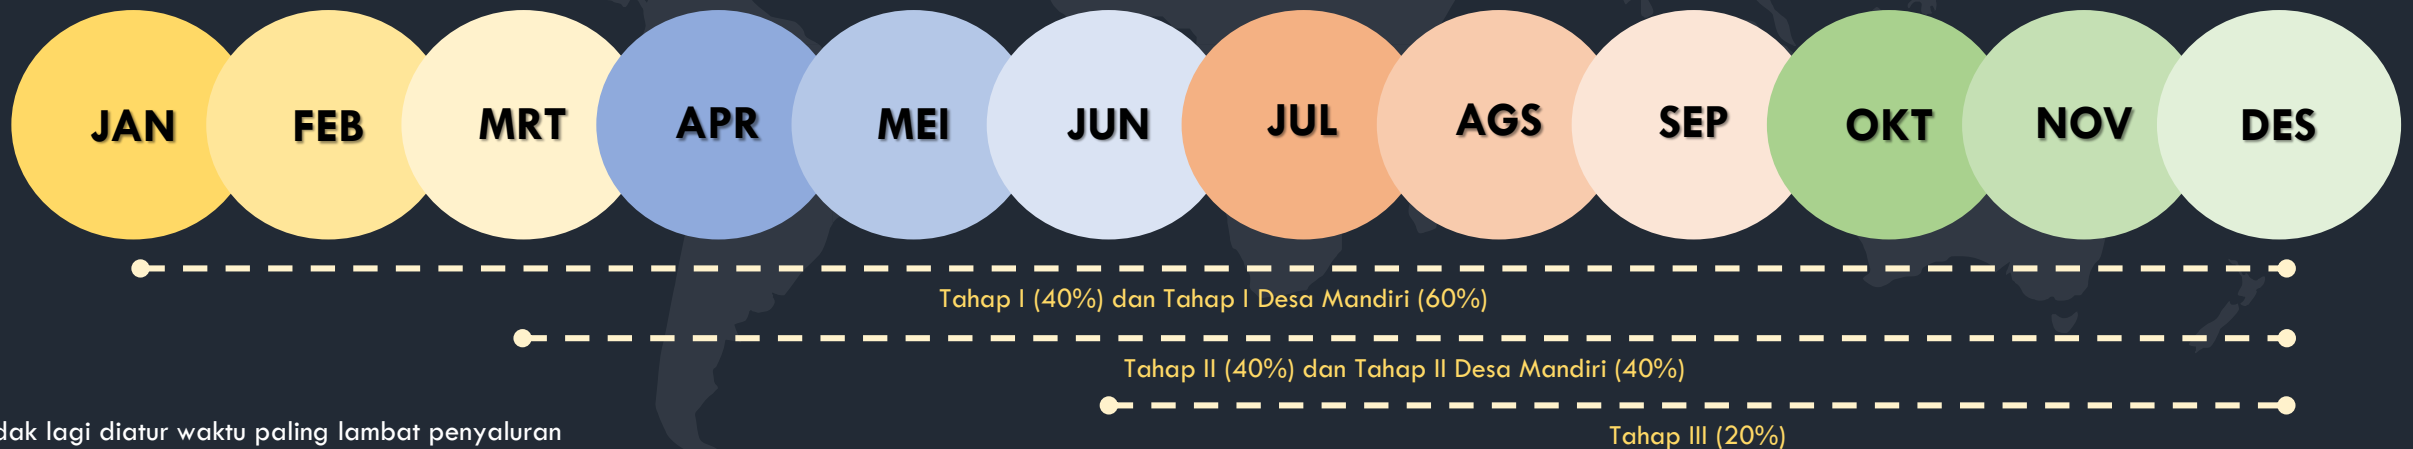 JAN FEB MRT APR MEI JUN JUL AGS SEP OKT NOV DES
Tahap I (40%) dan Tahap I Desa Mandiri (60%)
Tahap II (40%) dan Tahap II Desa Mandiri (40%)
lagi diatur waktu paling lambat penyaluran
Tahap III (20%)